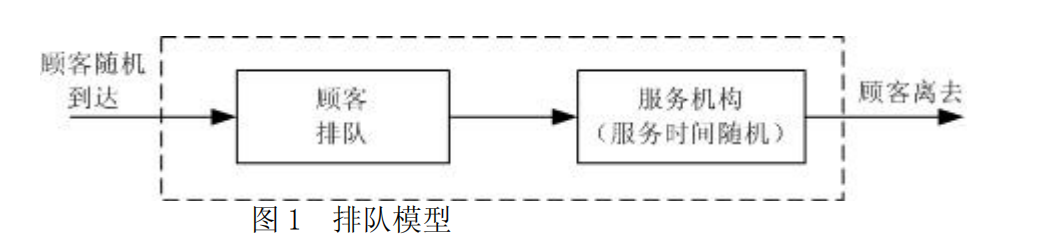 顾客随机
到达
顾客
排队
服务机构
（服务时间随机）
顾客离去
图 1 排队模型